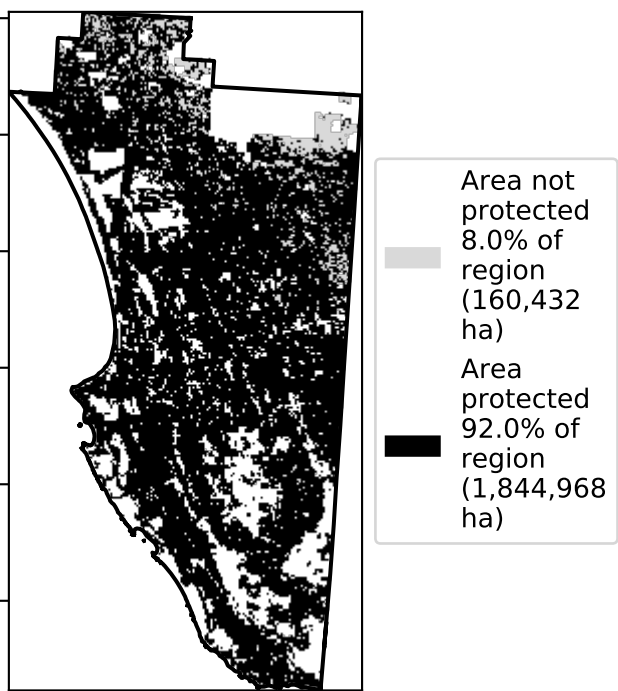 Area not
protected
8.0% of
region
(160,432
ha)
Area
protected
92.0% of
region
(1,844,968
ha)